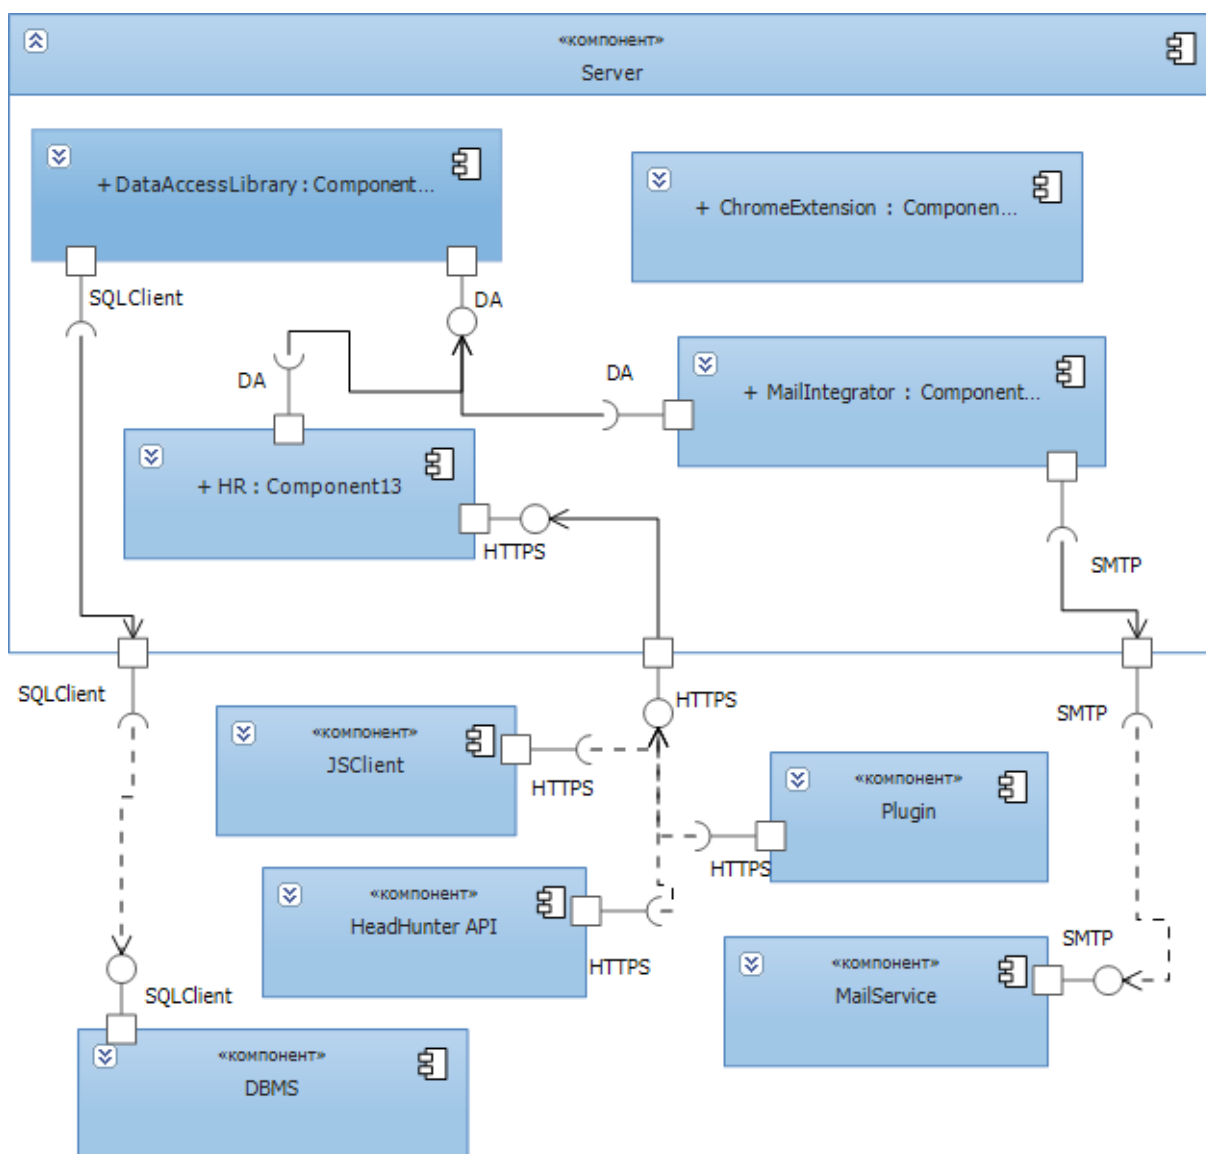 «компонент»
Server
+ DataAccessLibrary : Component...
+ ChromeExtension : Componen...
SQLClient
DA
DA
DA
+ MailIntegrator : Component...
+ HR : Component13
HTTPS
SMTP
SQLClient
HTTPS
SMTP
«компонент»
JSClient
HTTPS
«компонент»
Plugin
HTTPS
«компонент»
HeadHunter API
HTTPS
SMTP
«компонент»
MailService
SQLClient
«компонент»
DBMS